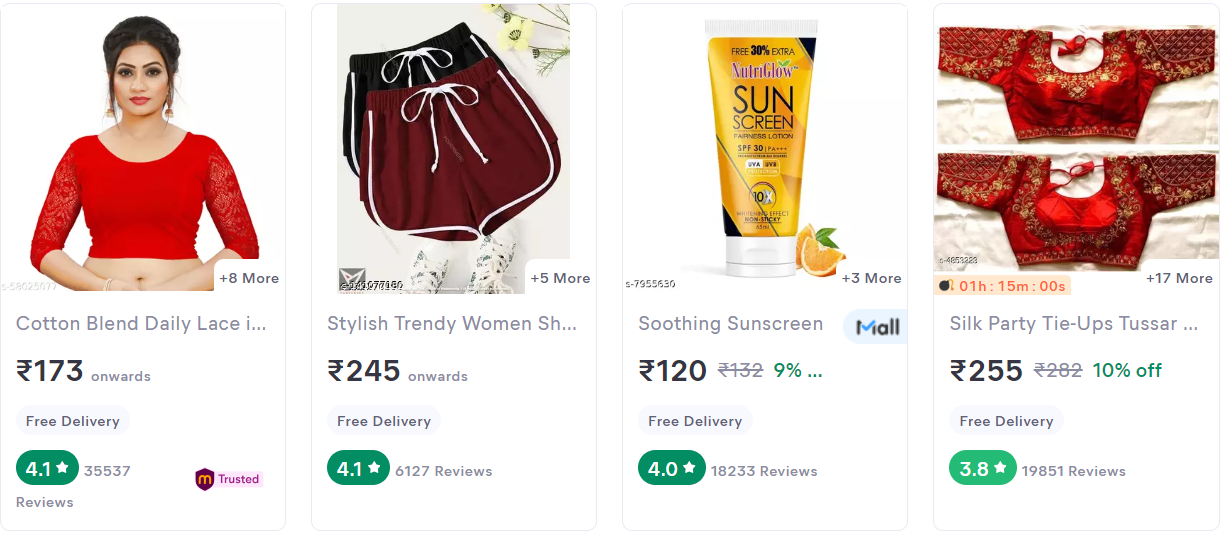 s-58025077
+8 More
Cotton Blend Daily Lace i...
₹173 onwards
Free Delivery
4.1 ★ 35537
Reviews
m Trusted
+5 More
Stylish Trendy Women Sh...
₹245 onwards
Free Delivery
4.1 ★ 6127 Reviews
FREE 30% EXTRA
NutriGlow™
SUN
SCREEN
FAIRNESS LOTION
SPF 30 | PA+++
UVA UVB
10X
WHITENING EFFECT
NON-STICKY
65ml
s-7955630
+3 More
Soothing Sunscreen
Mall
₹120 ₹132 9% ...
Free Delivery
4.0 ★ 18233 Reviews
s-4853223
+17 More
01h : 15m : 00s
Silk Party Tie-Ups Tussar ...
₹255 ₹282 10% off
Free Delivery
3.8 ★ 19851 Reviews